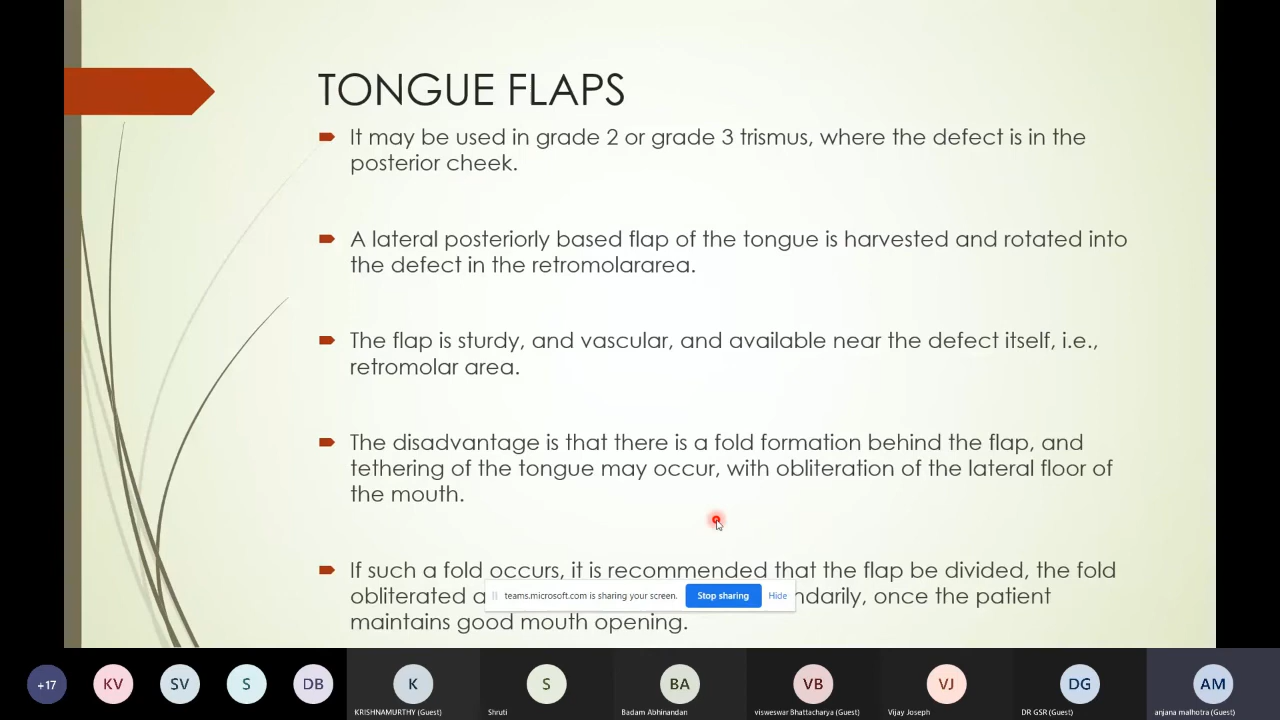 TONGUE FLAPS
It may be used in grade 2 or grade 3 trismus, where the defect is in the
posterior cheek.
A lateral posteriorly based flap of the tongue is harvested and rotated into
the defect in the retromolararea.
The flap is sturdy, and vascular, and available near the defect itself, i.e.,
retromolar area.
The disadvantage is that there is a fold formation behind the flap, and
tethering of the tongue may occur, with obliteration of the lateral floor of
the mouth.
If such a fold occurs, it is recommended that the flap be divided, the fold
obliterated
once the patient
maintains good mouth opening.
teams.microsoft.com is sharing your screen. Stop sharing Hide
+17 KV SV S DB K S BA VB VJ DG AM
KRISHNAMURTHY (Guest) Shruti Badam Abhinandan visweswar Bhattacharya (Guest) Vijay Joseph DR GSR (Guest) anjana malhotra (Guest)